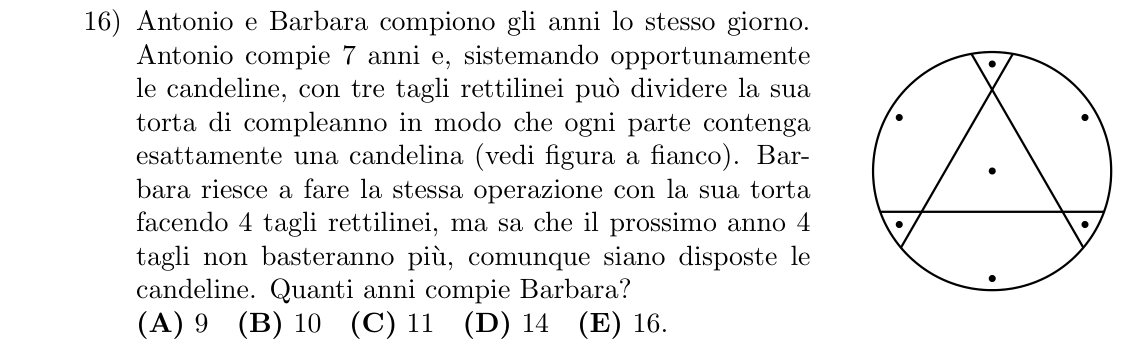 16) Antonio e Barbara compiono gli anni lo stesso giorno.
Antonio compie 7 anni e, sistemando opportunamente
le candeline, con tre tagli rettilinei può dividere la sua
torta di compleanno in modo che ogni parte contenga
esattamente una candelina (vedi figura a fianco). Bar-
bara riesce a fare la stessa operazione con la sua torta
facendo 4 tagli rettilinei, ma sa che il prossimo anno 4
tagli non basteranno più, comunque siano disposte le
candeline. Quanti anni compie Barbara?
(A) 9 (B) 10 (C) 11 (D) 14 (E) 16.